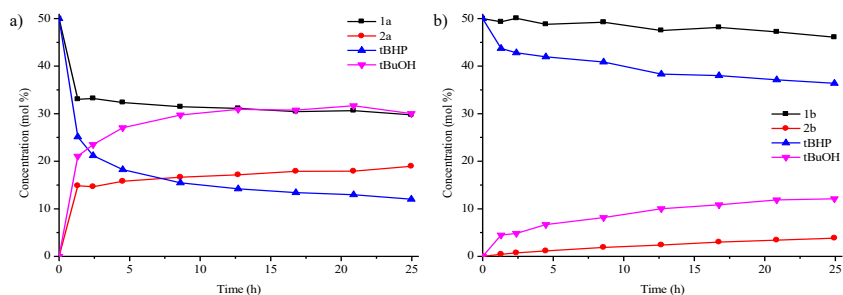 a)
Concentration (mol %)
50
40
30
20
10
0
1a
2a
tBHP
tBuOH
0 5 10 15 20 25
Time (h)
b)
Concentration (mol %)
50
40
30
20
10
0
1b
2b
tBHP
tBuOH
0 5 10 15 20 25
Time (h)